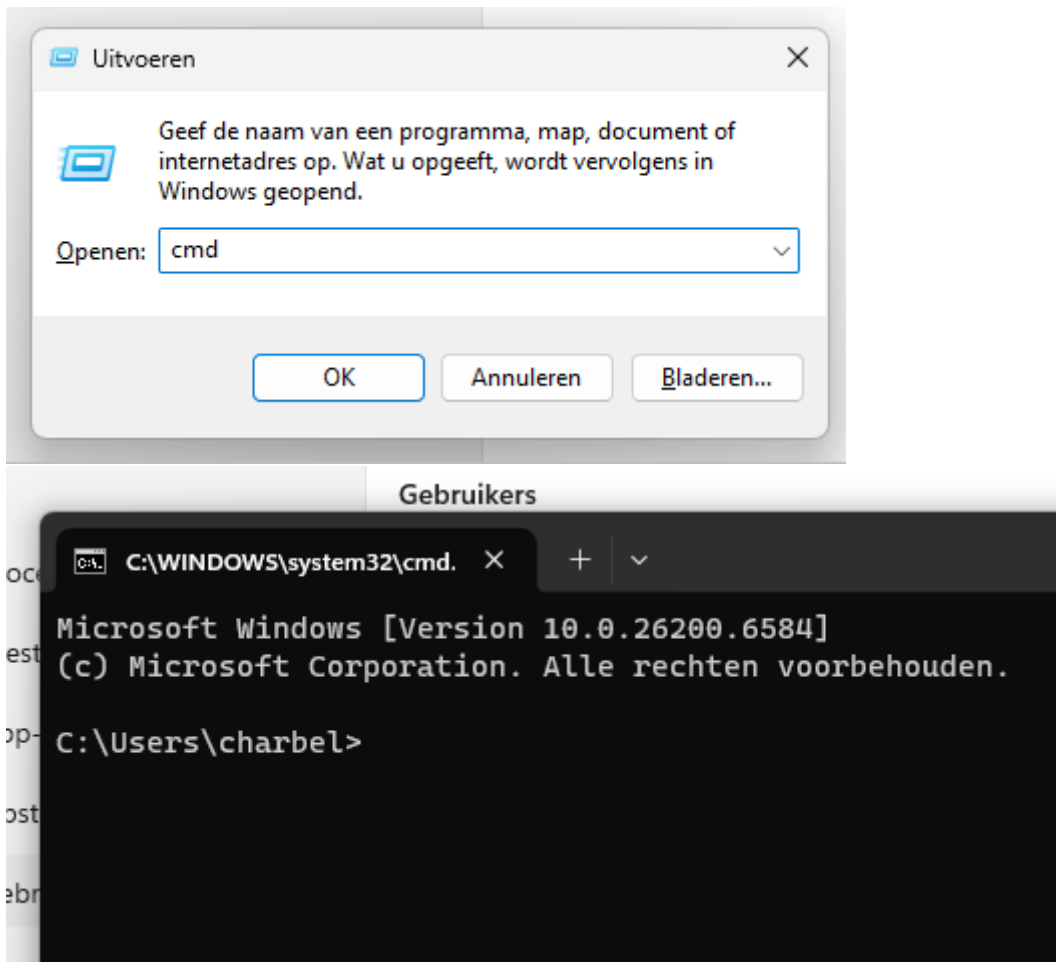 Uitvoeren
Geef de naam van een programma, map, document of
internetadres op. Wat u opgeeft, wordt vervolgens in
Windows geopend.
Openen: cmd
OK Annuleren Bladeren...
Gebruikers
C:\WINDOWS\system32\cmd.
Microsoft Windows [Version 10.0.26200.6584]
(c) Microsoft Corporation. Alle rechten voorbehouden.
C:\Users\charbel>